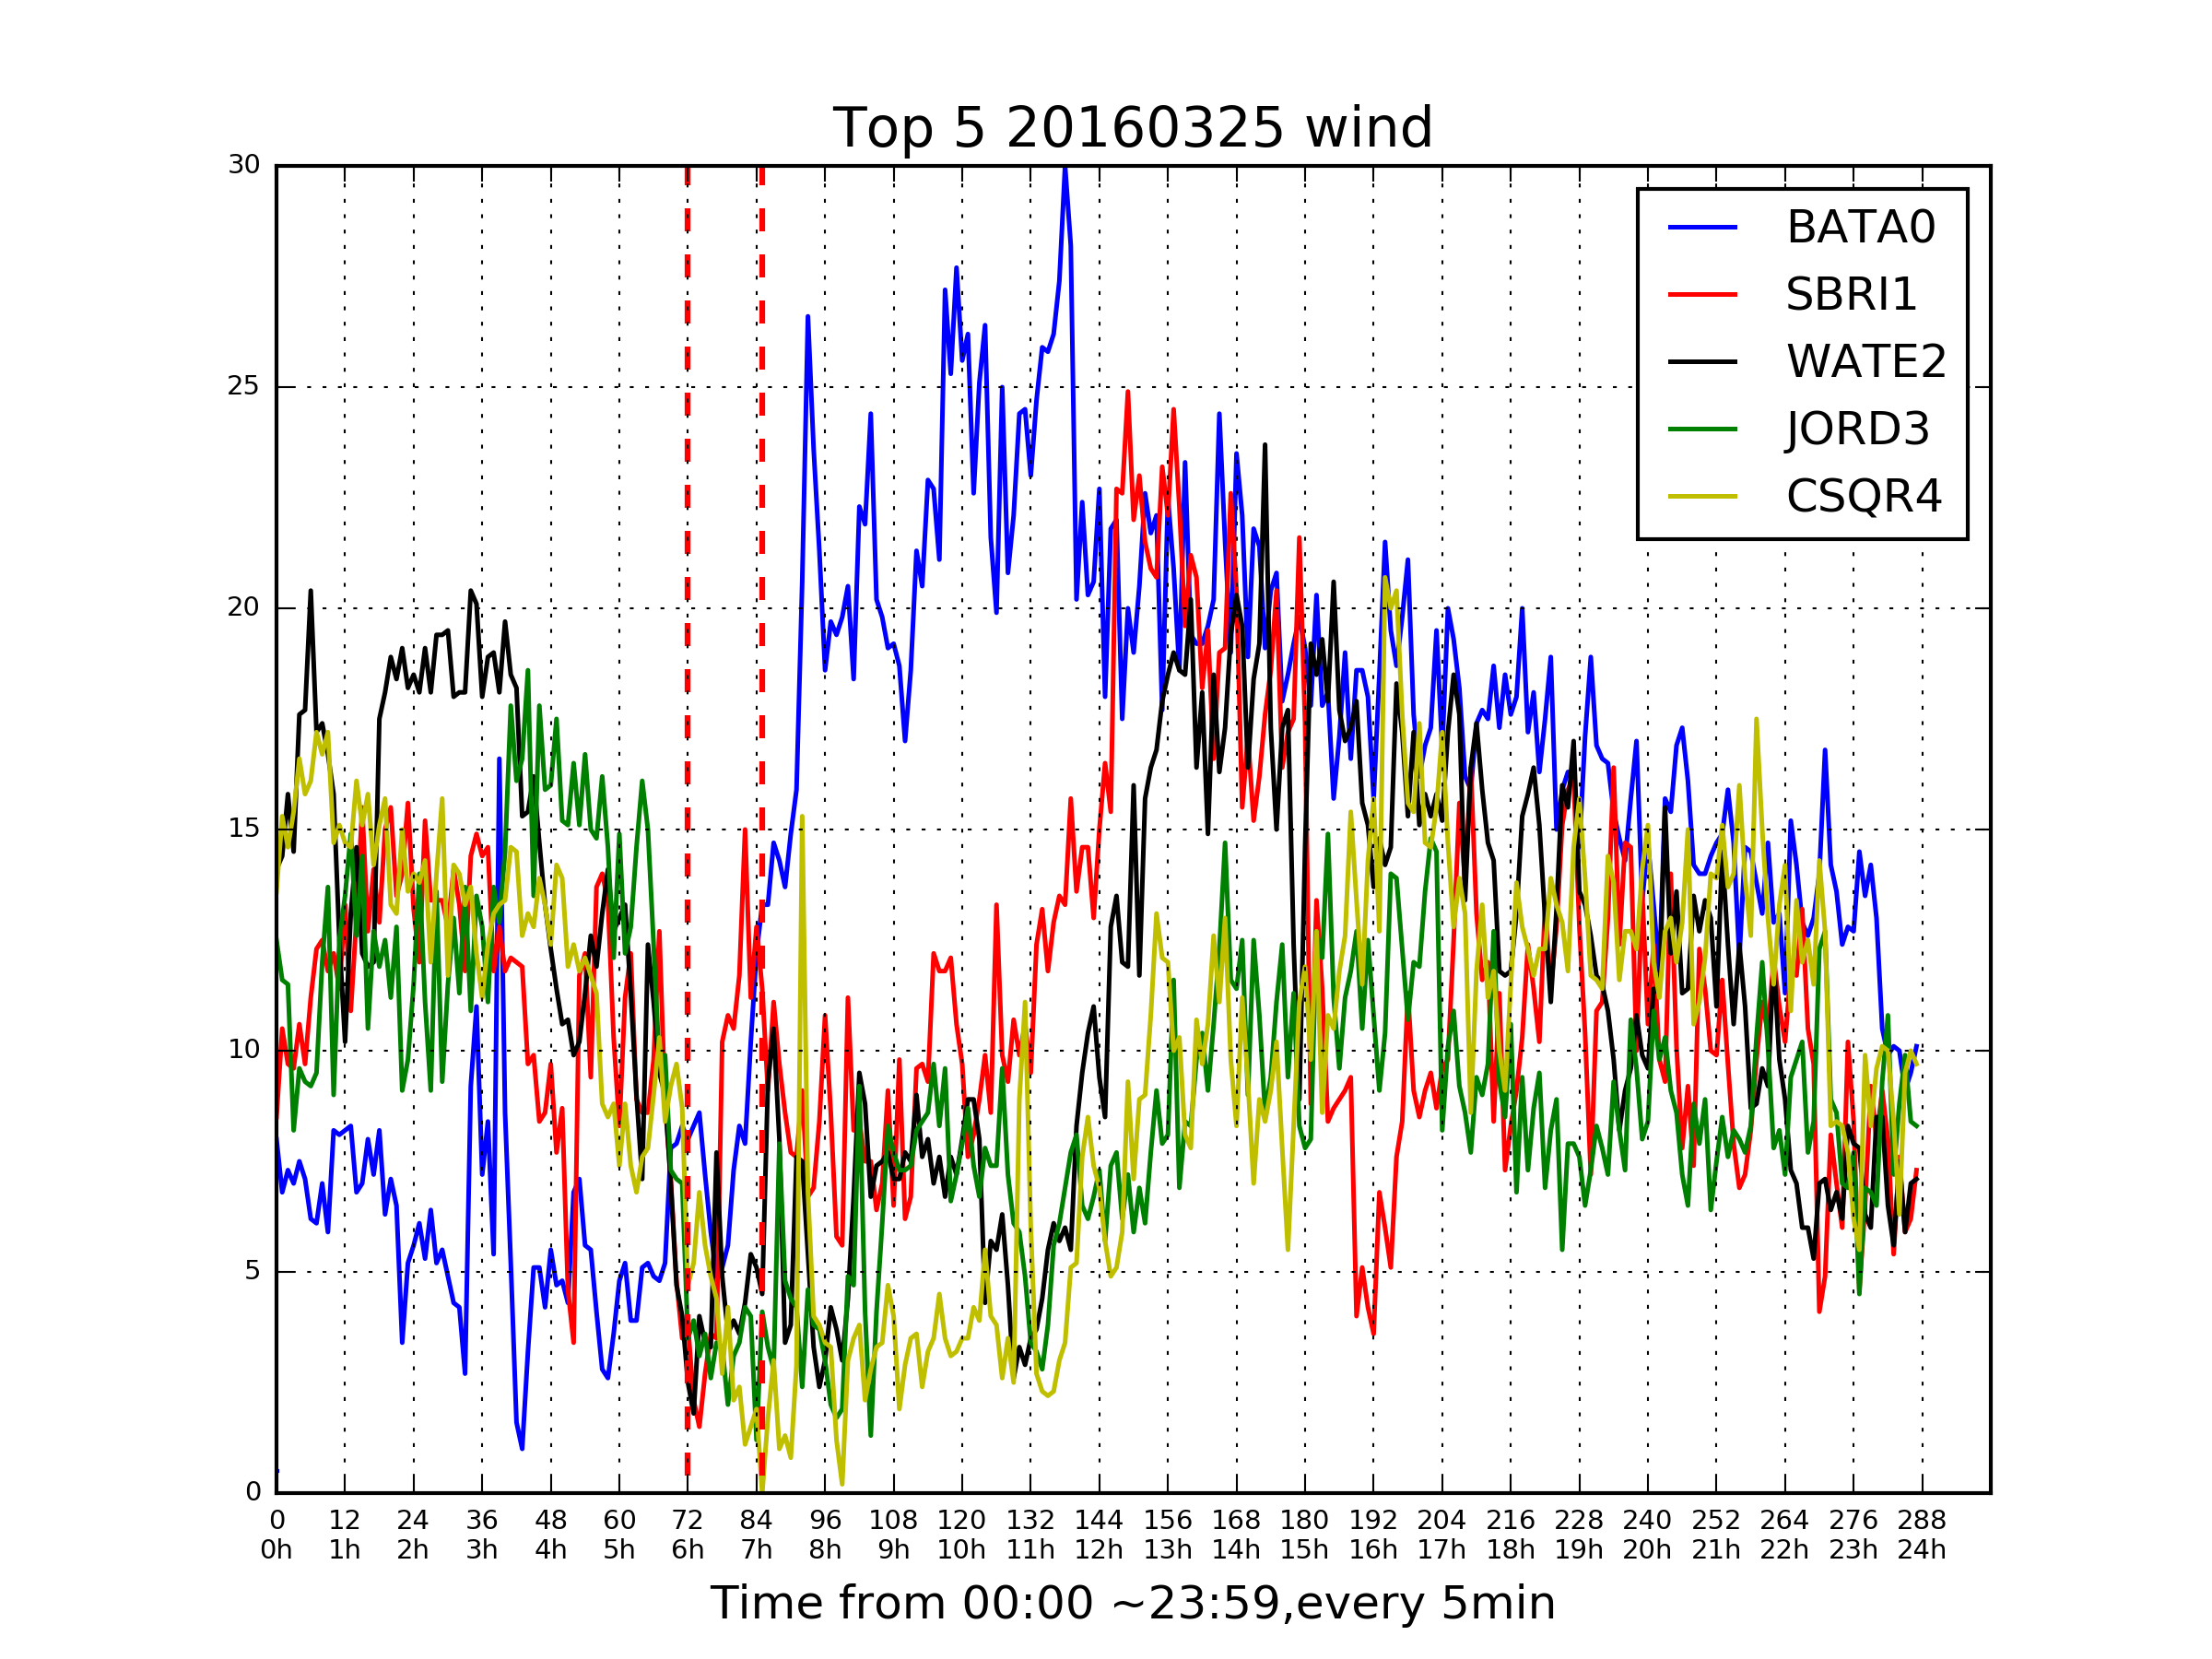 Top 5 20160325 wind
30
25
20
15
10
5
0
BATA0
SBRI1
WATE2
JORD3
CSQR4
0 12 24 36 48 60 72 84 96 108 120 132 144 156 168 180 192 204 216 228 240 252 264 276 288
0h 1h 2h 3h 4h 5h 6h 7h 8h 9h 10h 11h 12h 13h 14h 15h 16h 17h 18h 19h 20h 21h 22h 23h 24h
Time from 00:00 ~23:59,every 5min